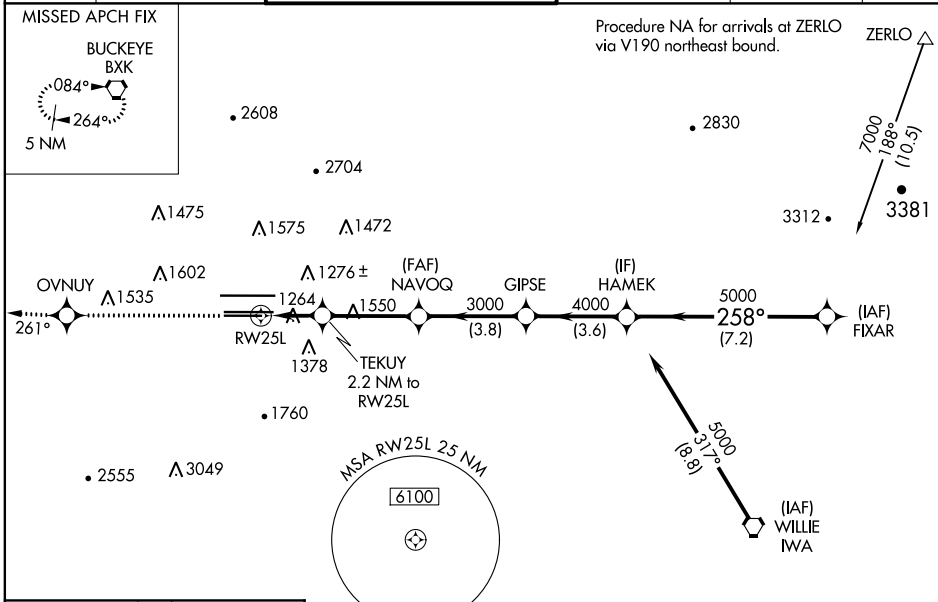 MISSED APCH FIX
BUCKEYE
BXK
084°
264°
5 NM
Procedure NA for arrivals at ZERLO
via V190 northeast bound.
ZERLO
7000
188°
(10.5)
2608
2830
2704
3381
3312
1475
1575
1472
1602
1276 ±
1535
OVNUY
261°
RW25L
1264
1550
(FAF)
NAVOQ
3000
(3.8)
GIPSE
4000
(3.6)
(IF)
HAMEK
5000
258°
(7.2)
(IAF)
FIXAR
1378
TEKUY
2.2 NM to
RW25L
1760
2555
3049
MSA RW25L 25 NM
6100
5000
317°
(8.8)
(IAF)
WILLIE
IWA